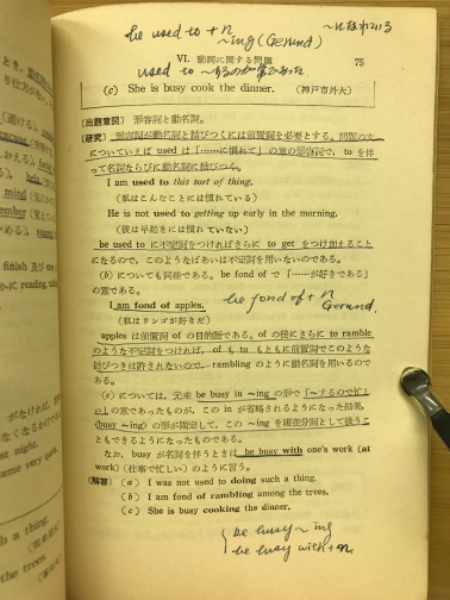 be used to + n
~ing (Gerund)
~になれている
VI. 動詞に関する問題 75
used to ~するのが常であった
(c) She is busy cook the dinner. （神戸市外大）
〔出題意図〕 形容詞と動名詞。
〔研究〕 形容詞が動名詞と結びつくには前置詞を必要とする。問題の文
についていえば used は「……に慣れて」の意の形容詞で，to を伴
って名詞ならびに動名詞に結びつく。
I am used to this sort of thing.
（私はこんなことには慣れている）
He is not used to getting up early in the morning.
（彼は早起きには慣れていない）
be used to に不定詞をつければさらに to get をつけ加えること
になるので，このようなばあいは不定詞を用いないのである。
(b) についても同様である。be fond of で「……が好きである」
の意である。
I am fond of apples.
be fond of + n
Gerund.
（私はリンゴが好きだ）
apples は前置詞 of の目的語である。of の後にさらに to ramble
のような不定詞をつければ，of も to もともに前置詞でこのような
結びつきは許されないので，rambling のように動名詞を用いるので
ある。
(c) については，元来 be busy in ~ing の形で「~するので忙し
い」の意であったものが，この in が省略されるようになった結果，
《busy ~ing》の形が固定して，この ~ing を現在分詞として扱うこ
ともできるようになったものである。
なお，busy が名詞を伴うときは be busy with one's work (at
work)（仕事で忙しい）のように言う。
〔解答〕 (a) I was not used to doing such a thing.
(b) I am fond of rambling among the trees.
(c) She is busy cooking the dinner.
be busy ~ing
be busy with + n.
finish 及び
がなければ，
ast night.
ame very quiet.
h a thing.
the trees.